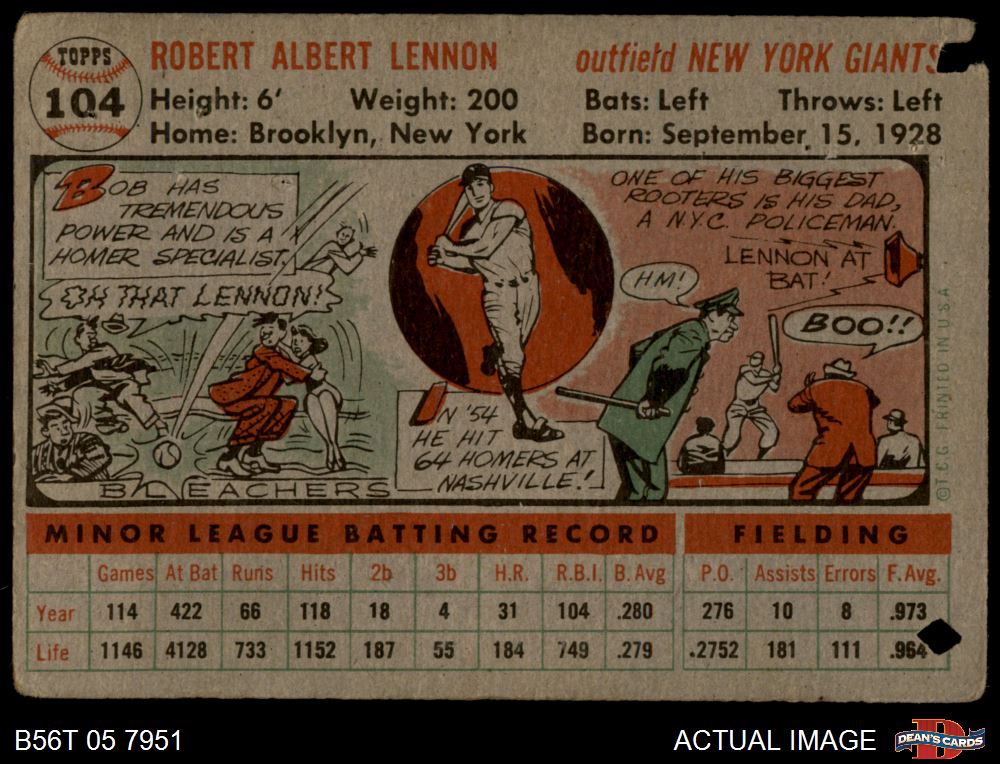 TOPPS
104
ROBERT ALBERT LENNON
outfield NEW YORK GIANTS
Height: 6' Weight: 200 Bats: Left Throws: Left
Home: Brooklyn, New York Born: September 15, 1928
BOB HAS
TREMENDOUS
POWER AND IS A
HOMER SPECIALIST.
OH THAT LENNON!
BLEACHERS
IN '54
HE HIT
64 HOMERS AT
NASHVILLE!
ONE OF HIS BIGGEST
ROOTERS IS HIS DAD,
A N.Y.C. POLICEMAN.
LENNON AT
BAT!
HM!
BOO!!
©T.C.G. PRINTED IN U.S.A.
MINOR LEAGUE BATTING RECORD FIELDING
Games At Bat Runs Hits 2b 3b H.R. R.B.I. B. Avg P.O. Assists Errors F. Avg.
Year 114 422 66 118 18 4 31 104 .280 276 10 8 .973
Life 1146 4128 733 1152 187 55 184 749 .279 .2752 181 111 .964
B56T 05 7951
ACTUAL IMAGE
DEAN'S CARDS